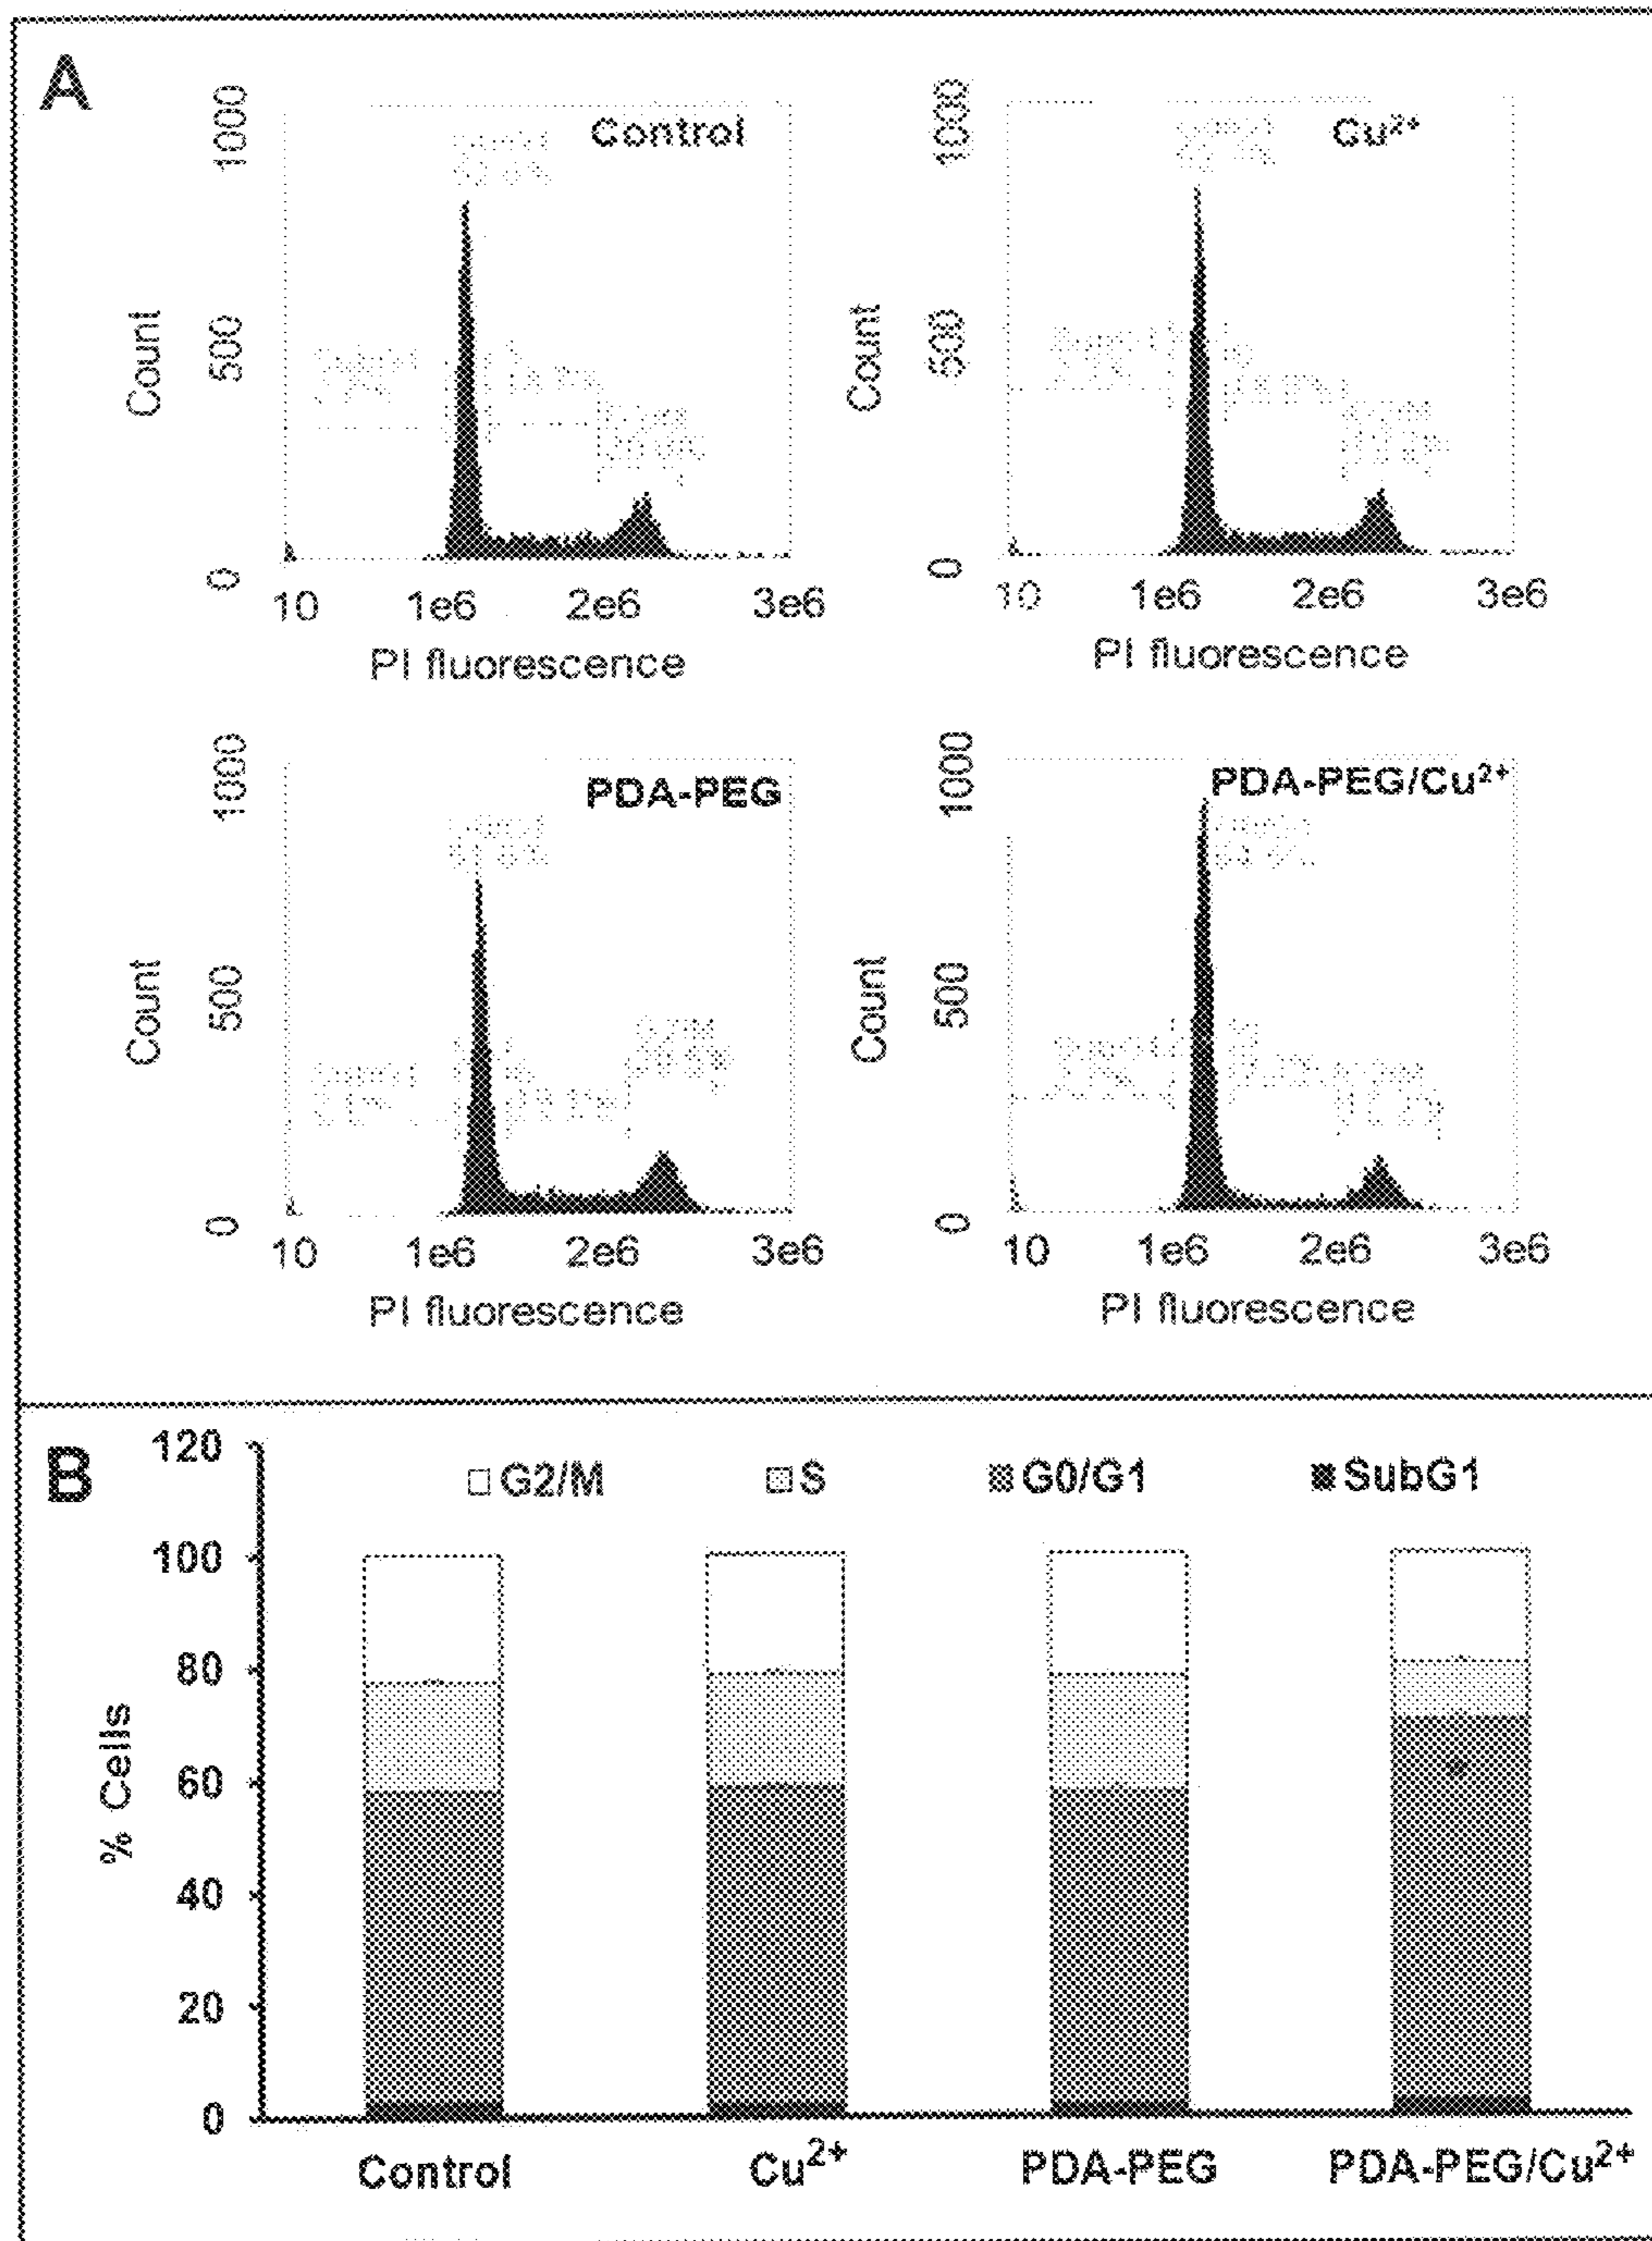 A
Control
1000
500
0
Count
10 1e6 2e6 3e6
PI fluorescence
Cu²⁺
1000
500
0
Count
10 1e6 2e6 3e6
PI fluorescence
PDA-PEG
1000
500
0
Count
10 1e6 2e6 3e6
PI fluorescence
PDA-PEG/Cu²⁺
1000
500
0
Count
10 1e6 2e6 3e6
PI fluorescence
B
G2/M S G0/G1 SubG1
120
100
80
60
40
20
0
% Cells
Control Cu²⁺ PDA-PEG PDA-PEG/Cu²⁺